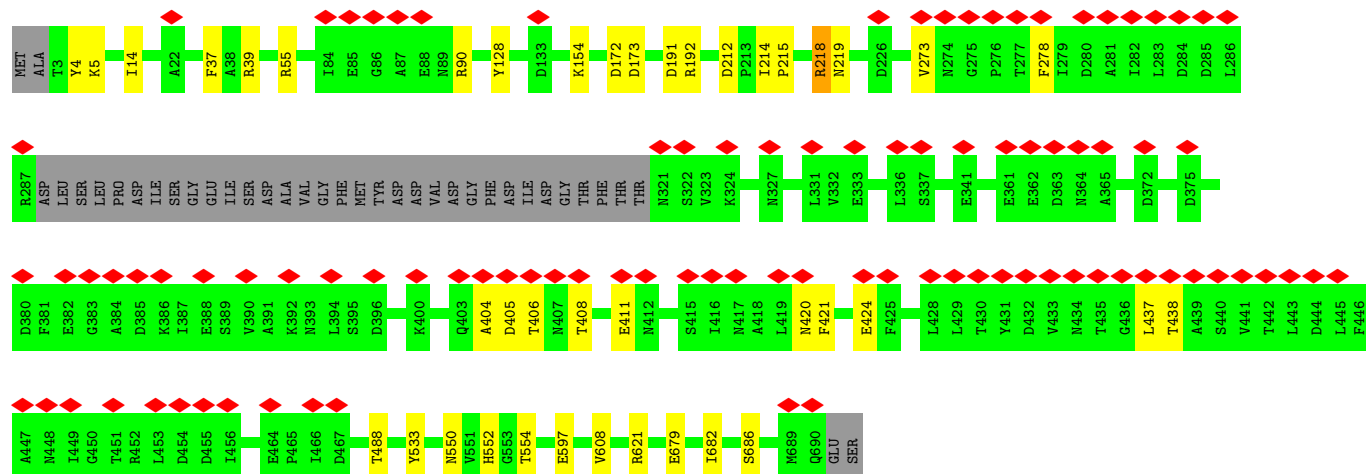 MET ALA T3 Y4 K5 I14 A22 F37 A38 R39 R55 I84 E85 G86 A87 E88 N89 R90 Y128 D133 K154 D172 D173 D191 R192 D212 P213 I214 P215 R218 N219 D226 V273 N274 G275 P276 T277 F278 I279 D280 A281 I282 L283 D284 D285 L286
R287 ASP LEU SER LEU PRO ASP ILE SER GLY GLU ILE SER ASP ALA VAL GLY PHE MET TYR ASP ASP VAL ASP GLY PHE ASP ILE ASP GLY THR PHE THR THR N321 S322 V323 K324 N327 L331 V332 E333 L336 S337 E341 E361 E362 D363 N364 A365 D372 D375
D380 F381 E382 G383 A384 D385 K386 I387 E388 S389 V390 A391 K392 N393 L394 S395 D396 K400 Q403 A404 D405 T406 N407 T408 E411 N412 S415 I416 N417 A418 L419 N420 F421 E424 F425 L428 L429 T430 Y431 D432 V433 N434 T435 G436 L437 T438 A439 S440 V441 T442 L443 D444 L445 F446
A447 N448 I449 G450 T451 R452 L453 D454 D455 I456 E464 P465 I466 D467 T488 Y533 N550 V551 H552 G553 T554 E597 V608 R621 E679 I682 S686 M689 Q690 GLU SER